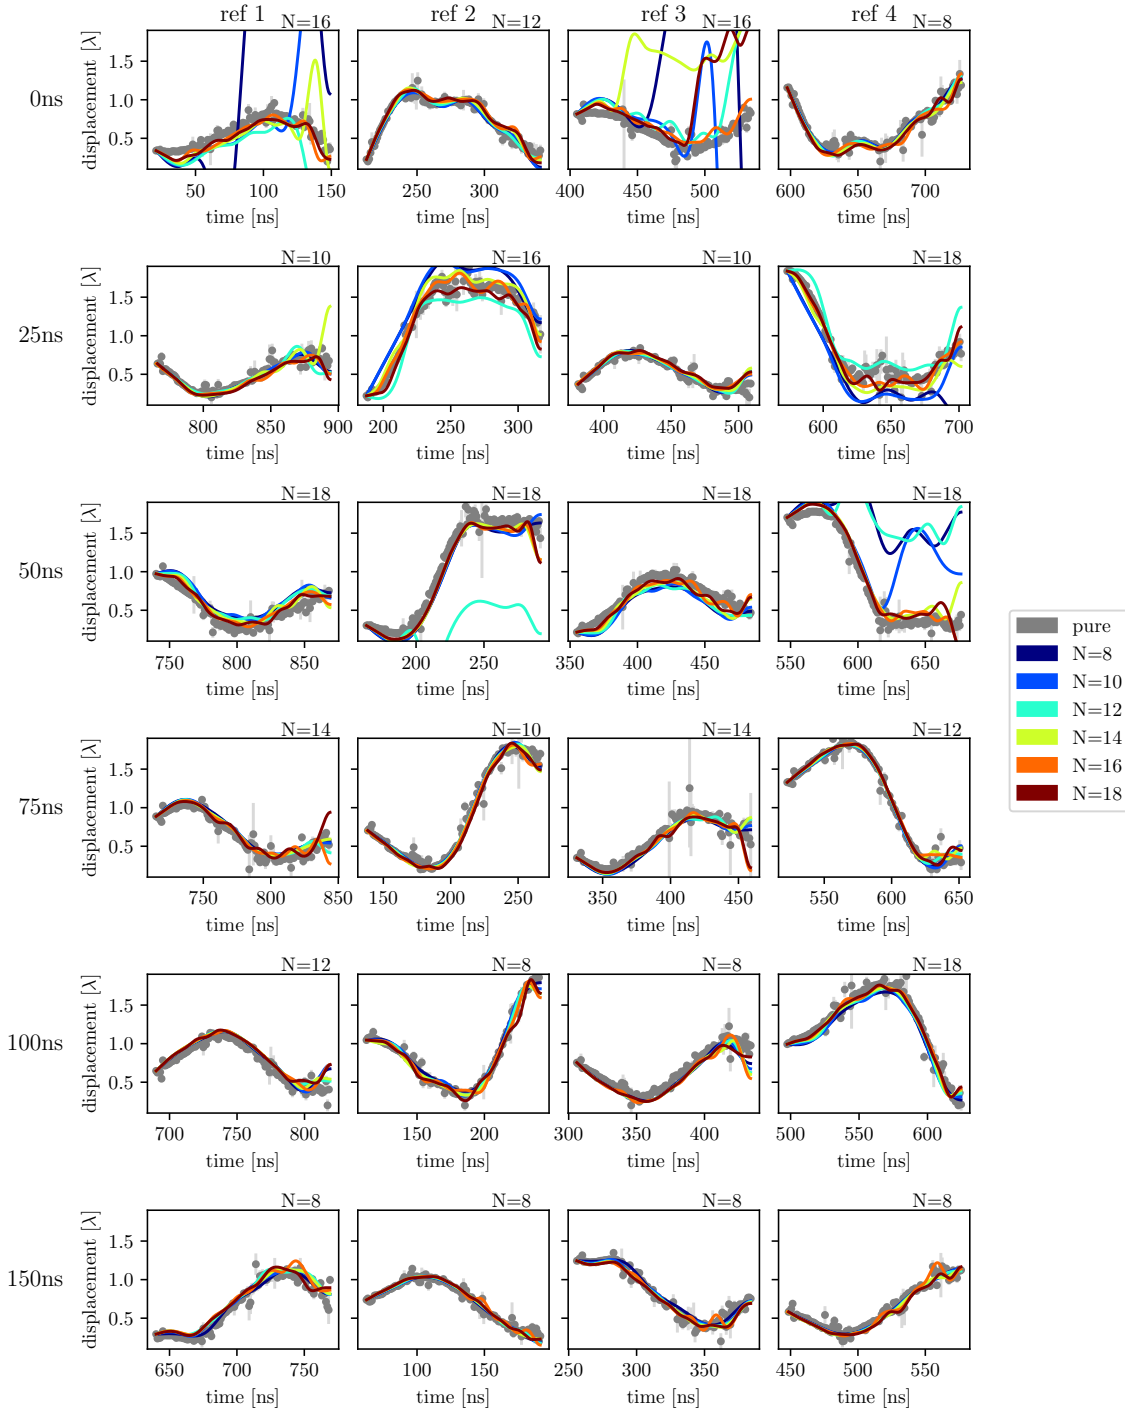 ref 1 ref 2 ref 3 ref 4
N=16 N=12 N=16 N=8
0ns
displacement [λ]
1.5
1.0
0.5
50 100 150 200 250 300 400 450 500 600 650 700
time [ns] time [ns] time [ns] time [ns]
N=10 N=16 N=10 N=18
25ns
displacement [λ]
1.5
1.0
0.5
800 850 900 200 250 300 400 450 500 600 650 700
time [ns] time [ns] time [ns] time [ns]
N=18 N=18 N=18 N=18
50ns
displacement [λ]
1.5
1.0
0.5
750 800 850 200 250 350 400 450 550 600 650
time [ns] time [ns] time [ns] time [ns]
pure
N=8
N=10
N=12
N=14
N=16
N=18
N=14 N=10 N=14 N=12
75ns
displacement [λ]
1.5
1.0
0.5
750 800 850 150 200 250 350 400 450 550 600 650
time [ns] time [ns] time [ns] time [ns]
N=12 N=8 N=8 N=18
100ns
displacement [λ]
1.5
1.0
0.5
700 750 800 150 200 300 350 400 500 550 600
time [ns] time [ns] time [ns] time [ns]
N=8 N=8 N=8 N=8
150ns
displacement [λ]
1.5
1.0
0.5
650 700 750 100 150 250 300 350 450 500 550
time [ns] time [ns] time [ns] time [ns]